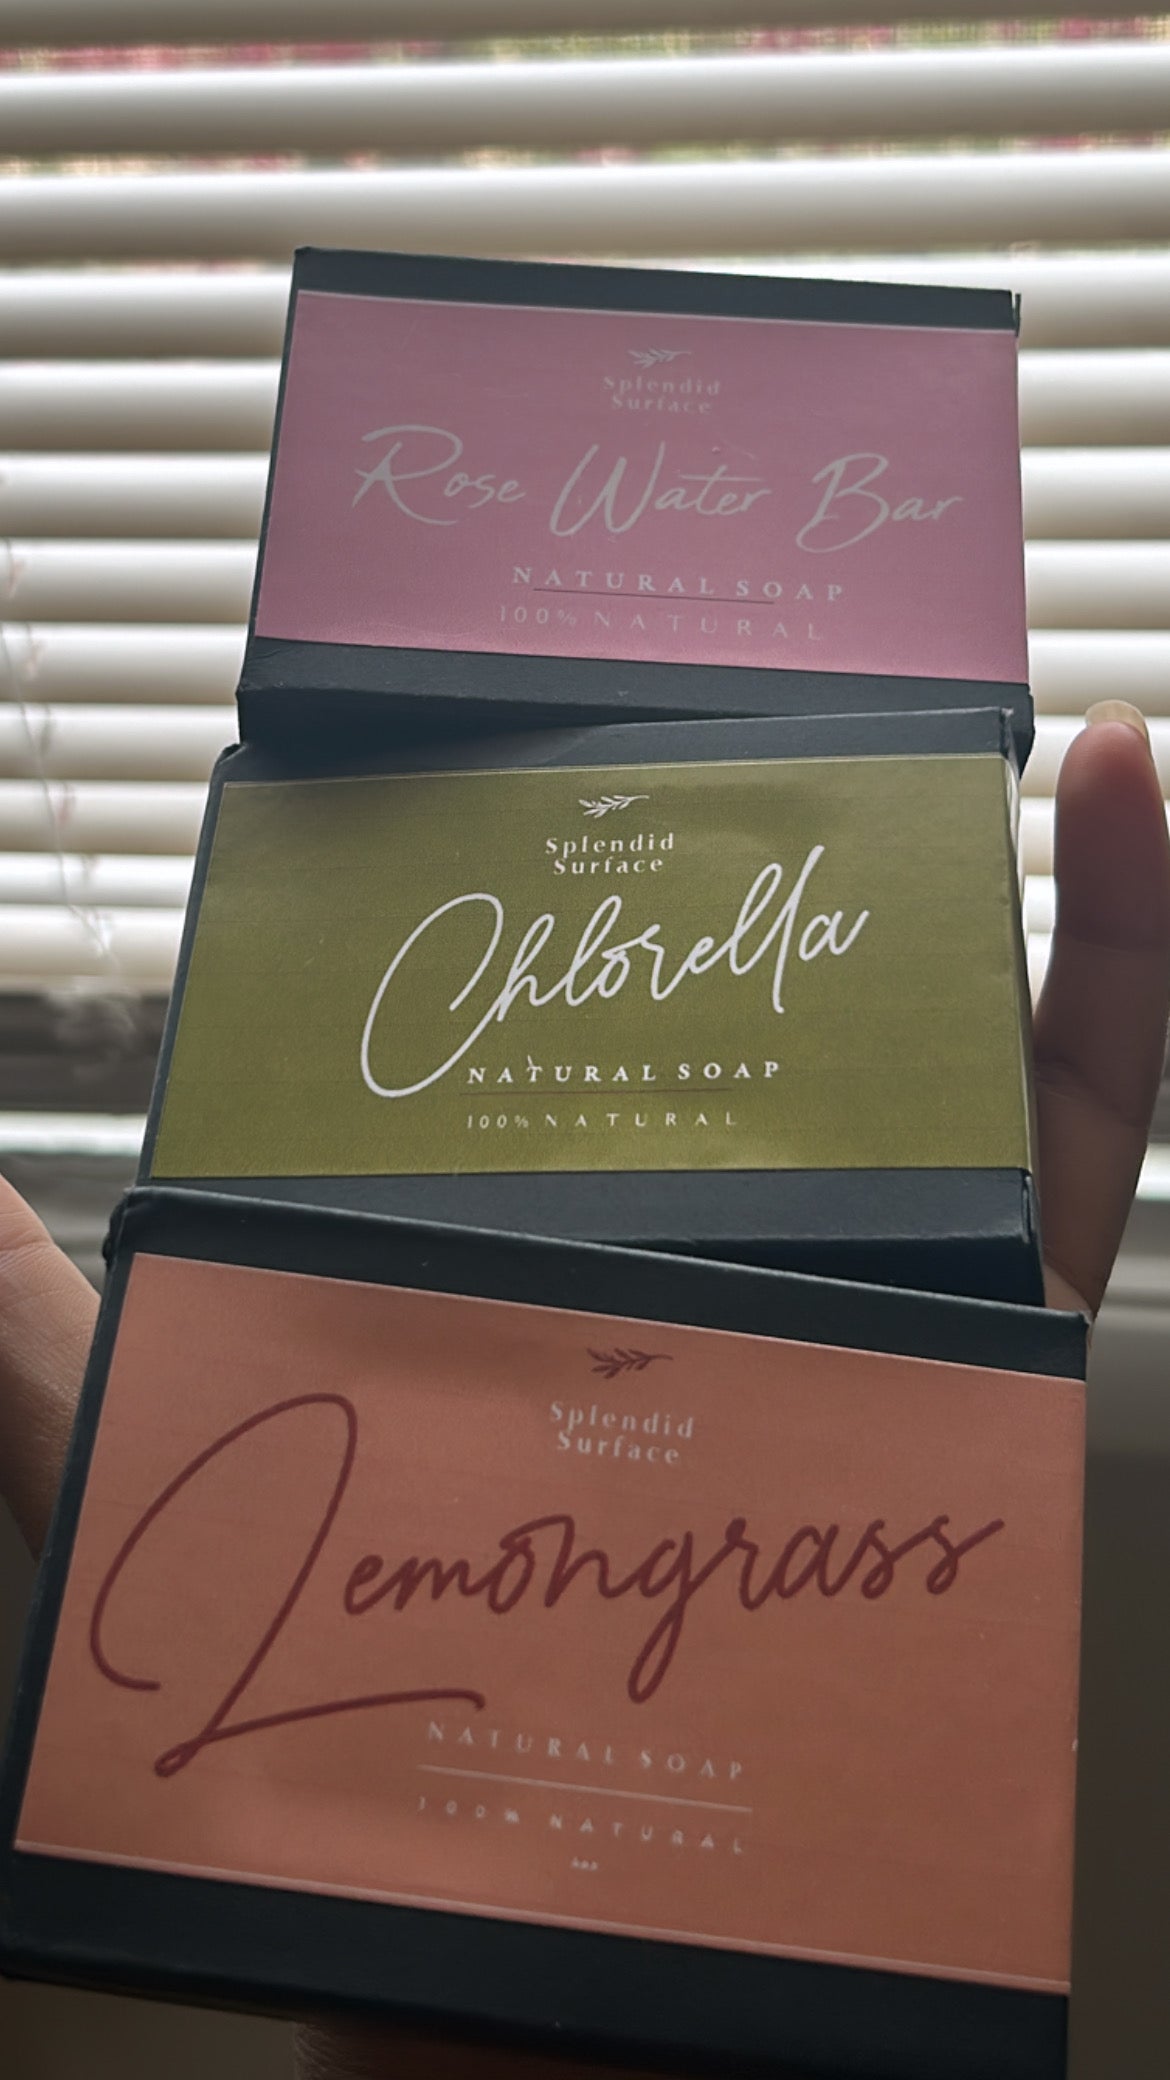 Splendid
Surface
Rose Water Bar
NATURAL SOAP
100% NATURAL
Splendid
Surface
Chlorella
NATURAL SOAP
100% NATURAL
Splendid
Surface
Lemongrass
NATURAL SOAP
100% NATURAL